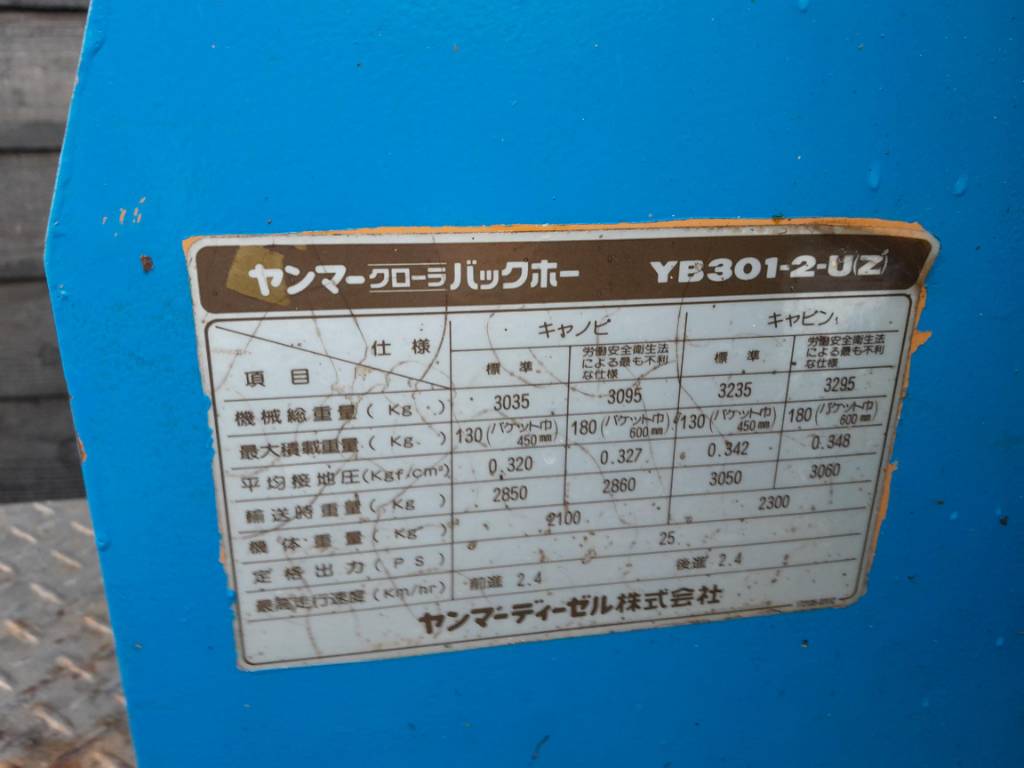 ヤンマークローラバックホー YB301-2-U(Z)
仕様 キャノピ キャビン
項目 標準 労働安全衛生法による最も不利な仕様 標準 労働安全衛生法による最も不利な仕様
機械総重量(Kg) 3035 3095 3235 3295
最大積載重量(Kg) 130(バケット巾450mm) 180(バケット巾600mm) 130(バケット巾450mm) 180(バケット巾600mm)
平均接地圧(Kgf/cm²) 0.320 0.327 0.342 0.348
輸送時重量(Kg) 2850 2860 3050 3060
機体重量(Kg) 2100 2300
定格出力(PS) 25
最高走行速度(Km/hr) 前進 2.4 後進 2.4
ヤンマーディーゼル株式会社